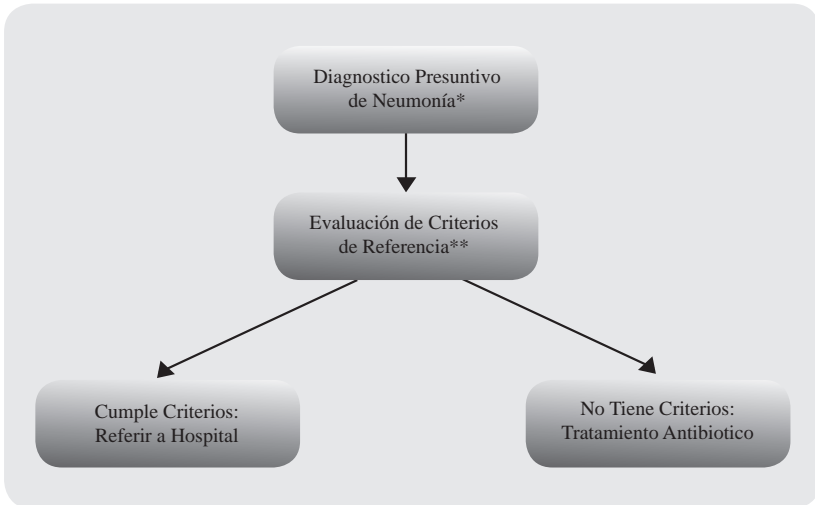 Diagnostico Presuntivo
de Neumonía*
Evaluación de Criterios
de Referencia**
Cumple Criterios:
Referir a Hospital
No Tiene Criterios:
Tratamiento Antibiotico